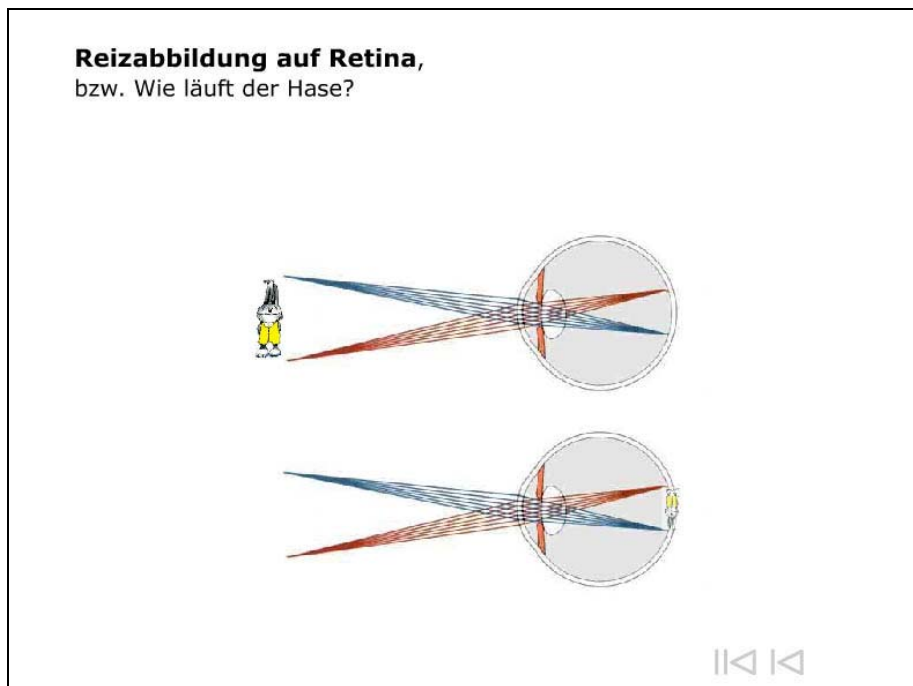 Reizabbildung auf Retina,
bzw. Wie läuft der Hase?